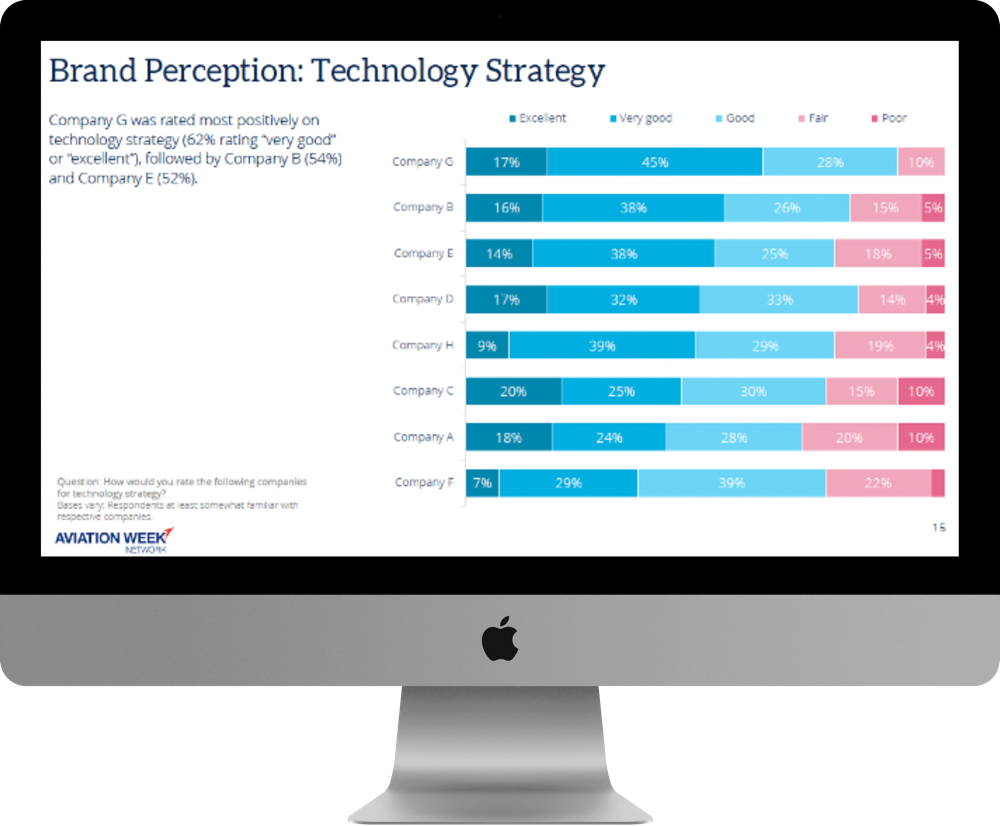 Brand Perception: Technology Strategy
Company G was rated most positively on
technology strategy (62% rating “very good”
or “excellent”), followed by Company B (54%)
and Company E (52%).
Excellent Very good Good Fair Poor
Company G 17% 45% 28% 10%
Company B 16% 38% 26% 15% 5%
Company E 14% 38% 25% 18% 5%
Company D 17% 32% 33% 14% 4%
Company H 9% 39% 29% 19% 4%
Company C 20% 25% 30% 15% 10%
Company A 18% 24% 28% 20% 10%
Company F 7% 29% 39% 22%
Question: How would you rate the following companies
for technology strategy?
Bases vary: Respondents at least somewhat familiar with
respective companies.
AVIATION WEEK
NETWORK
15